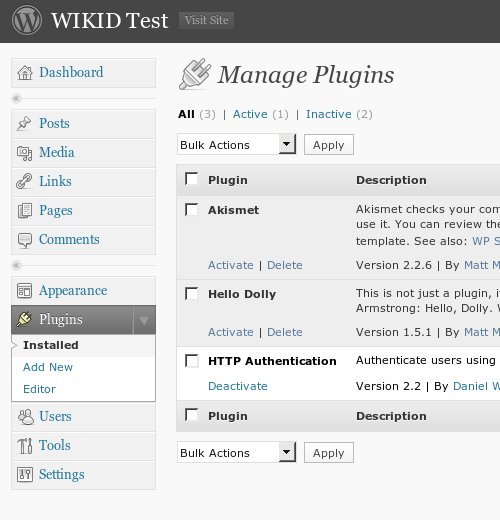 WIKID Test Visit Site
Dashboard
Posts
Media
Links
Pages
Comments
Appearance
Plugins
Installed
Add New
Editor
Users
Tools
Settings
Manage Plugins
All (3) | Active (1) | Inactive (2)
Bulk Actions Apply
Plugin Description
Akismet Akismet checks your com
use it. You can review the
template. See also: WP S
Activate | Delete Version 2.2.6 | By Matt M
Hello Dolly This is not just a plugin, i
Armstrong: Hello, Dolly. W
Activate | Delete Version 1.5.1 | By Matt M
HTTP Authentication Authenticate users using
Deactivate Version 2.2 | By Daniel W
Plugin Description
Bulk Actions Apply